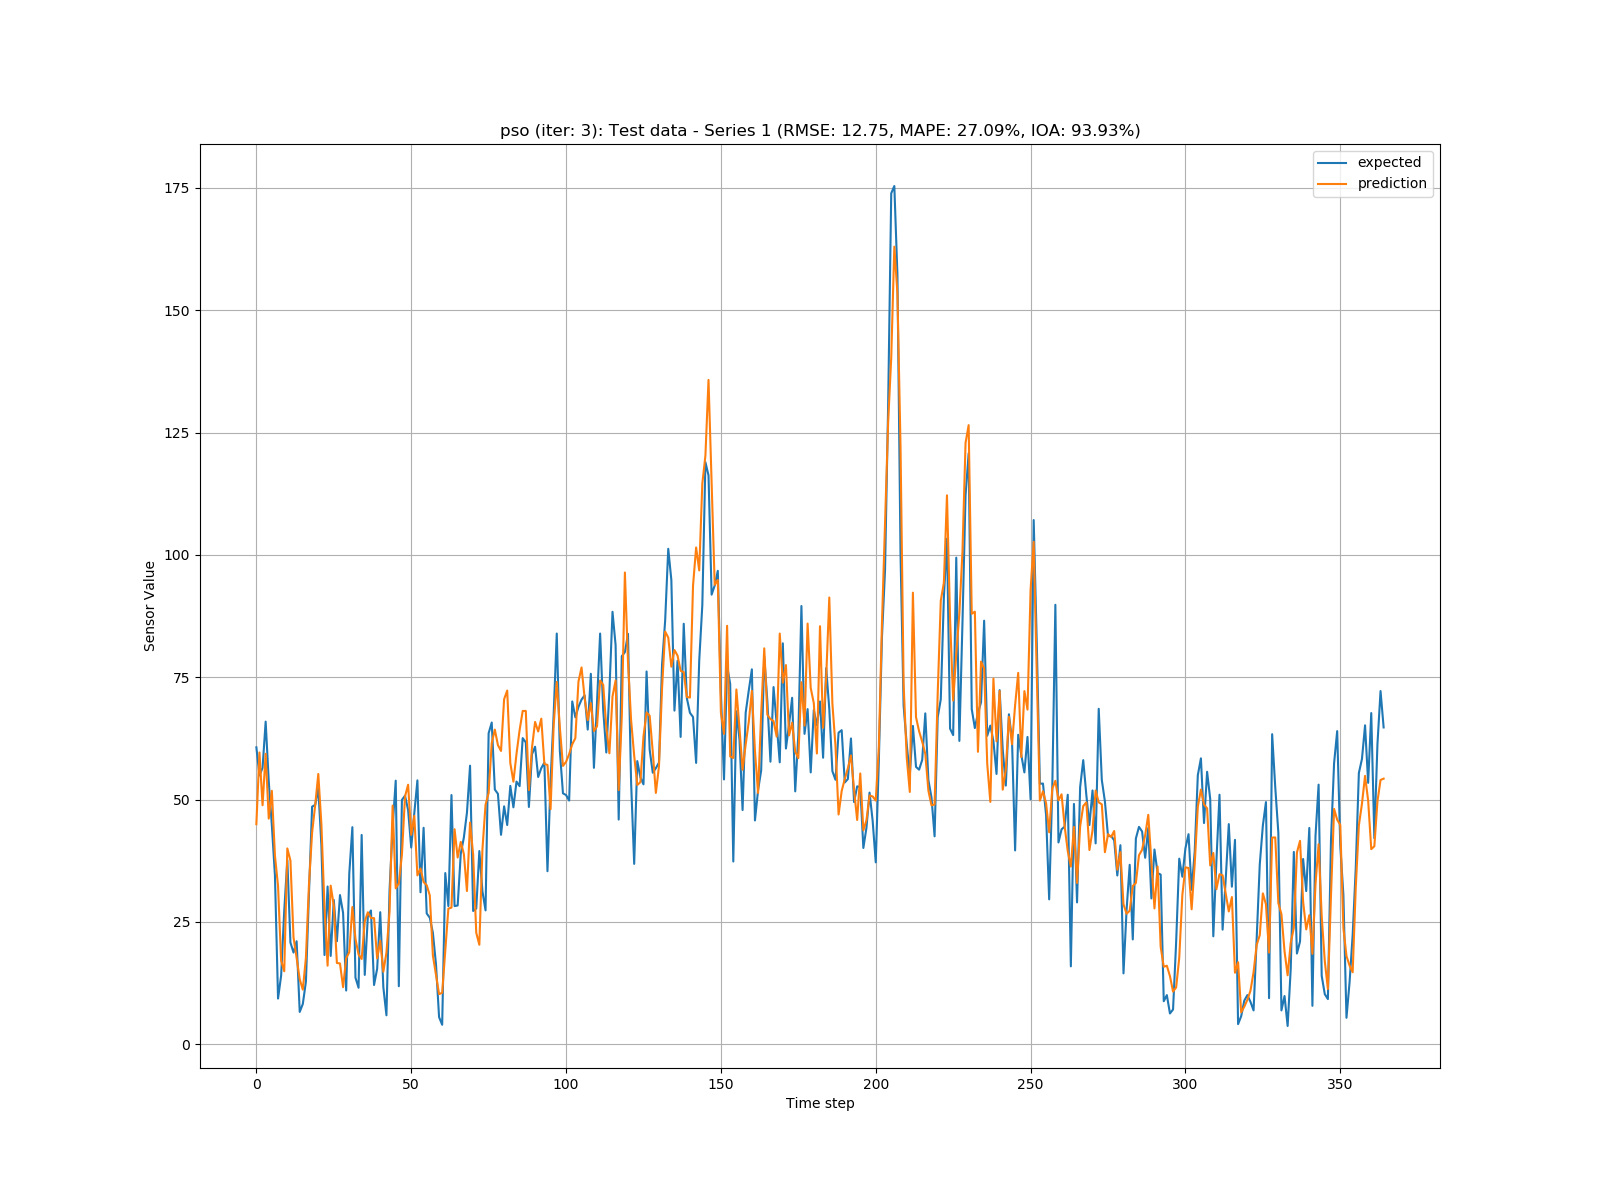 pso (iter: 3): Test data - Series 1 (RMSE: 12.75, MAPE: 27.09%, IOA: 93.93%)
expected
prediction
175
150
125
100
75
50
25
0
Sensor Value
0 50 100 150 200 250 300 350
Time step